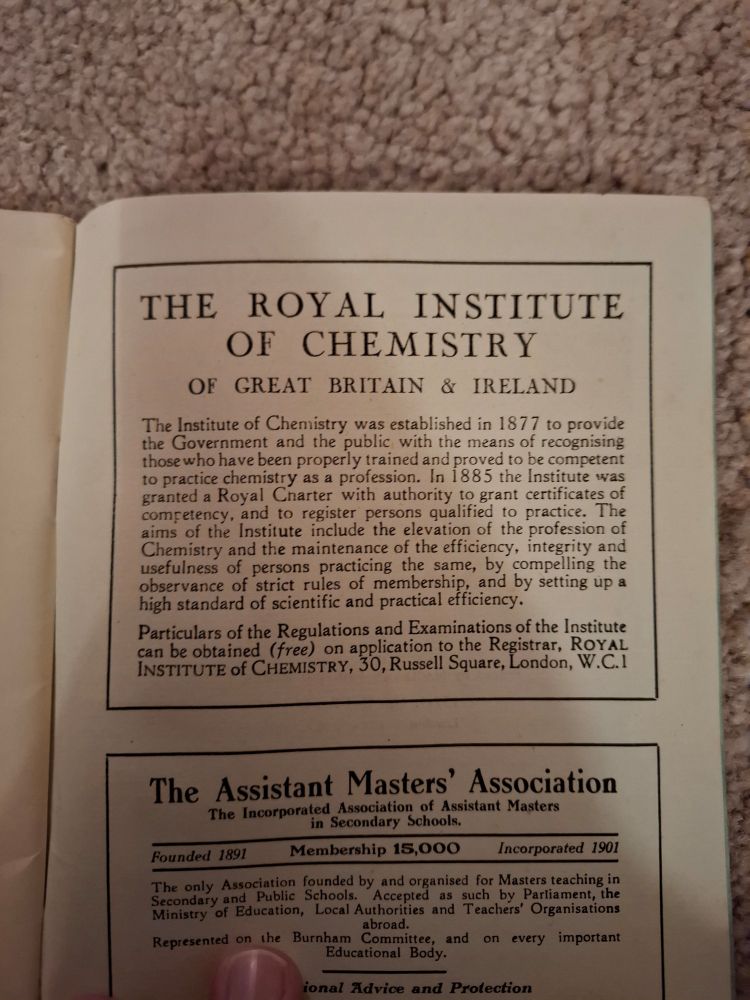 THE ROYAL INSTITUTE
OF CHEMISTRY
OF GREAT BRITAIN & IRELAND
The Institute of Chemistry was established in 1877 to provide
the Government and the public with the means of recognising
those who have been properly trained and proved to be competent
to practice chemistry as a profession. In 1885 the Institute was
granted a Royal Charter with authority to grant certificates of
competency, and to register persons qualified to practice. The
aims of the Institute include the elevation of the profession of
Chemistry and the maintenance of the efficiency, integrity and
usefulness of persons practicing the same, by compelling the
observance of strict rules of membership, and by setting up a
high standard of scientific and practical efficiency.
Particulars of the Regulations and Examinations of the Institute
can be obtained (free) on application to the Registrar, ROYAL
INSTITUTE of CHEMISTRY, 30, Russell Square, London, W.C.1
The Assistant Masters' Association
The Incorporated Association of Assistant Masters
in Secondary Schools.
Founded 1891 Membership 15,000 Incorporated 1901
The only Association founded by and organised for Masters teaching in
Secondary and Public Schools. Accepted as such by Parliament, the
Ministry of Education, Local Authorities and Teachers' Organisations
abroad.
Represented on the Burnham Committee, and on every important
Educational Body.
Advice and Protection